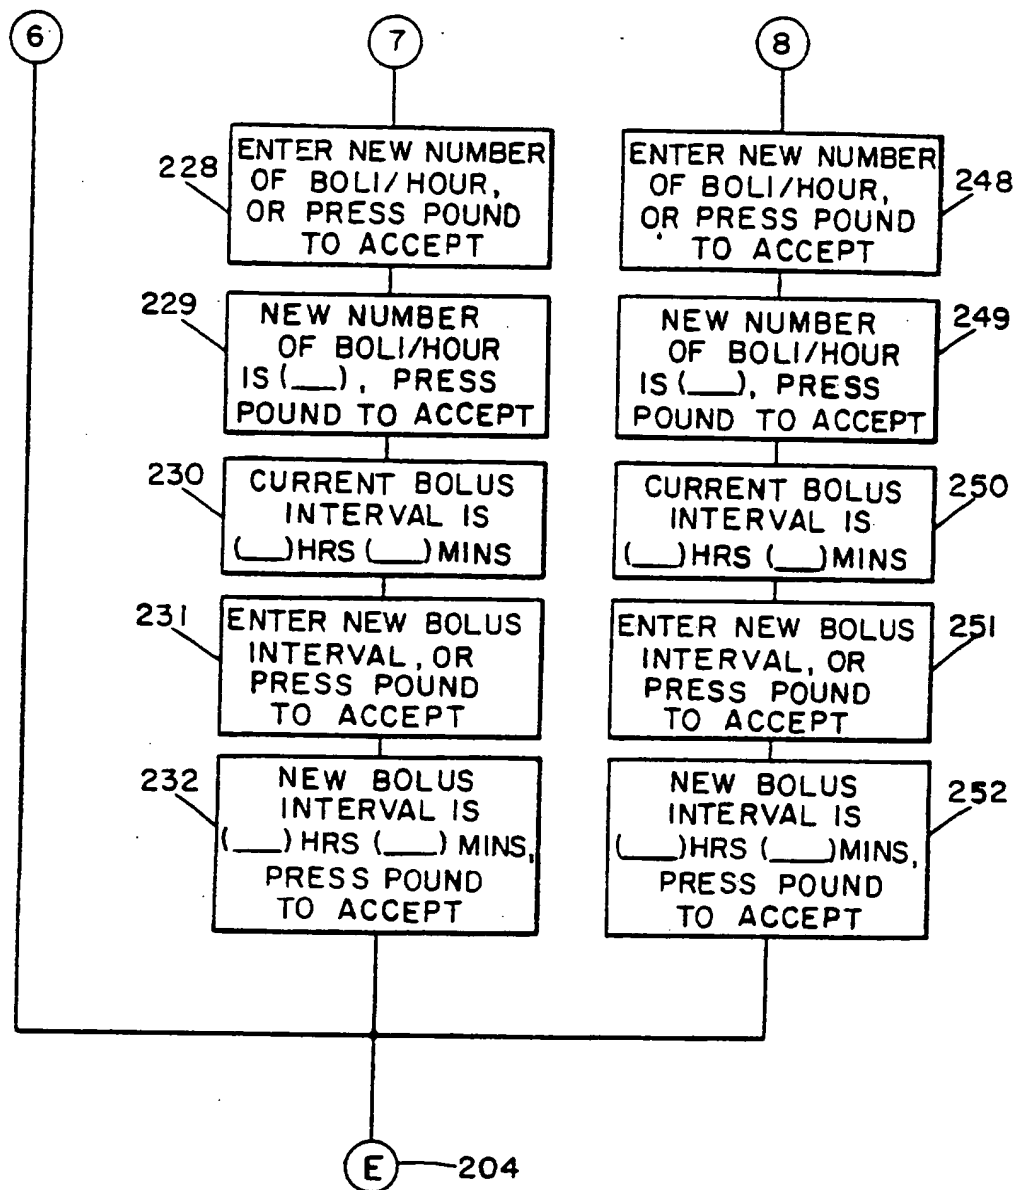 6
7
8
228
ENTER NEW NUMBER
OF BOLI/HOUR,
OR PRESS POUND
TO ACCEPT
229
NEW NUMBER
OF BOLI/HOUR
IS (___), PRESS
POUND TO ACCEPT
230
CURRENT BOLUS
INTERVAL IS
(___)HRS (___)MINS
231
ENTER NEW BOLUS
INTERVAL, OR
PRESS POUND
TO ACCEPT
232
NEW BOLUS
INTERVAL IS
(___)HRS (___) MINS,
PRESS POUND
TO ACCEPT
ENTER NEW NUMBER
OF BOLI/HOUR,
OR PRESS POUND
TO ACCEPT
248
NEW NUMBER
OF BOLI/HOUR
IS (___), PRESS
POUND TO ACCEPT
249
CURRENT BOLUS
INTERVAL IS
(___)HRS (___)MINS
250
ENTER NEW BOLUS
INTERVAL, OR
PRESS POUND
TO ACCEPT
251
NEW BOLUS
INTERVAL IS
(___)HRS (___)MINS,
PRESS POUND
TO ACCEPT
252
E
204